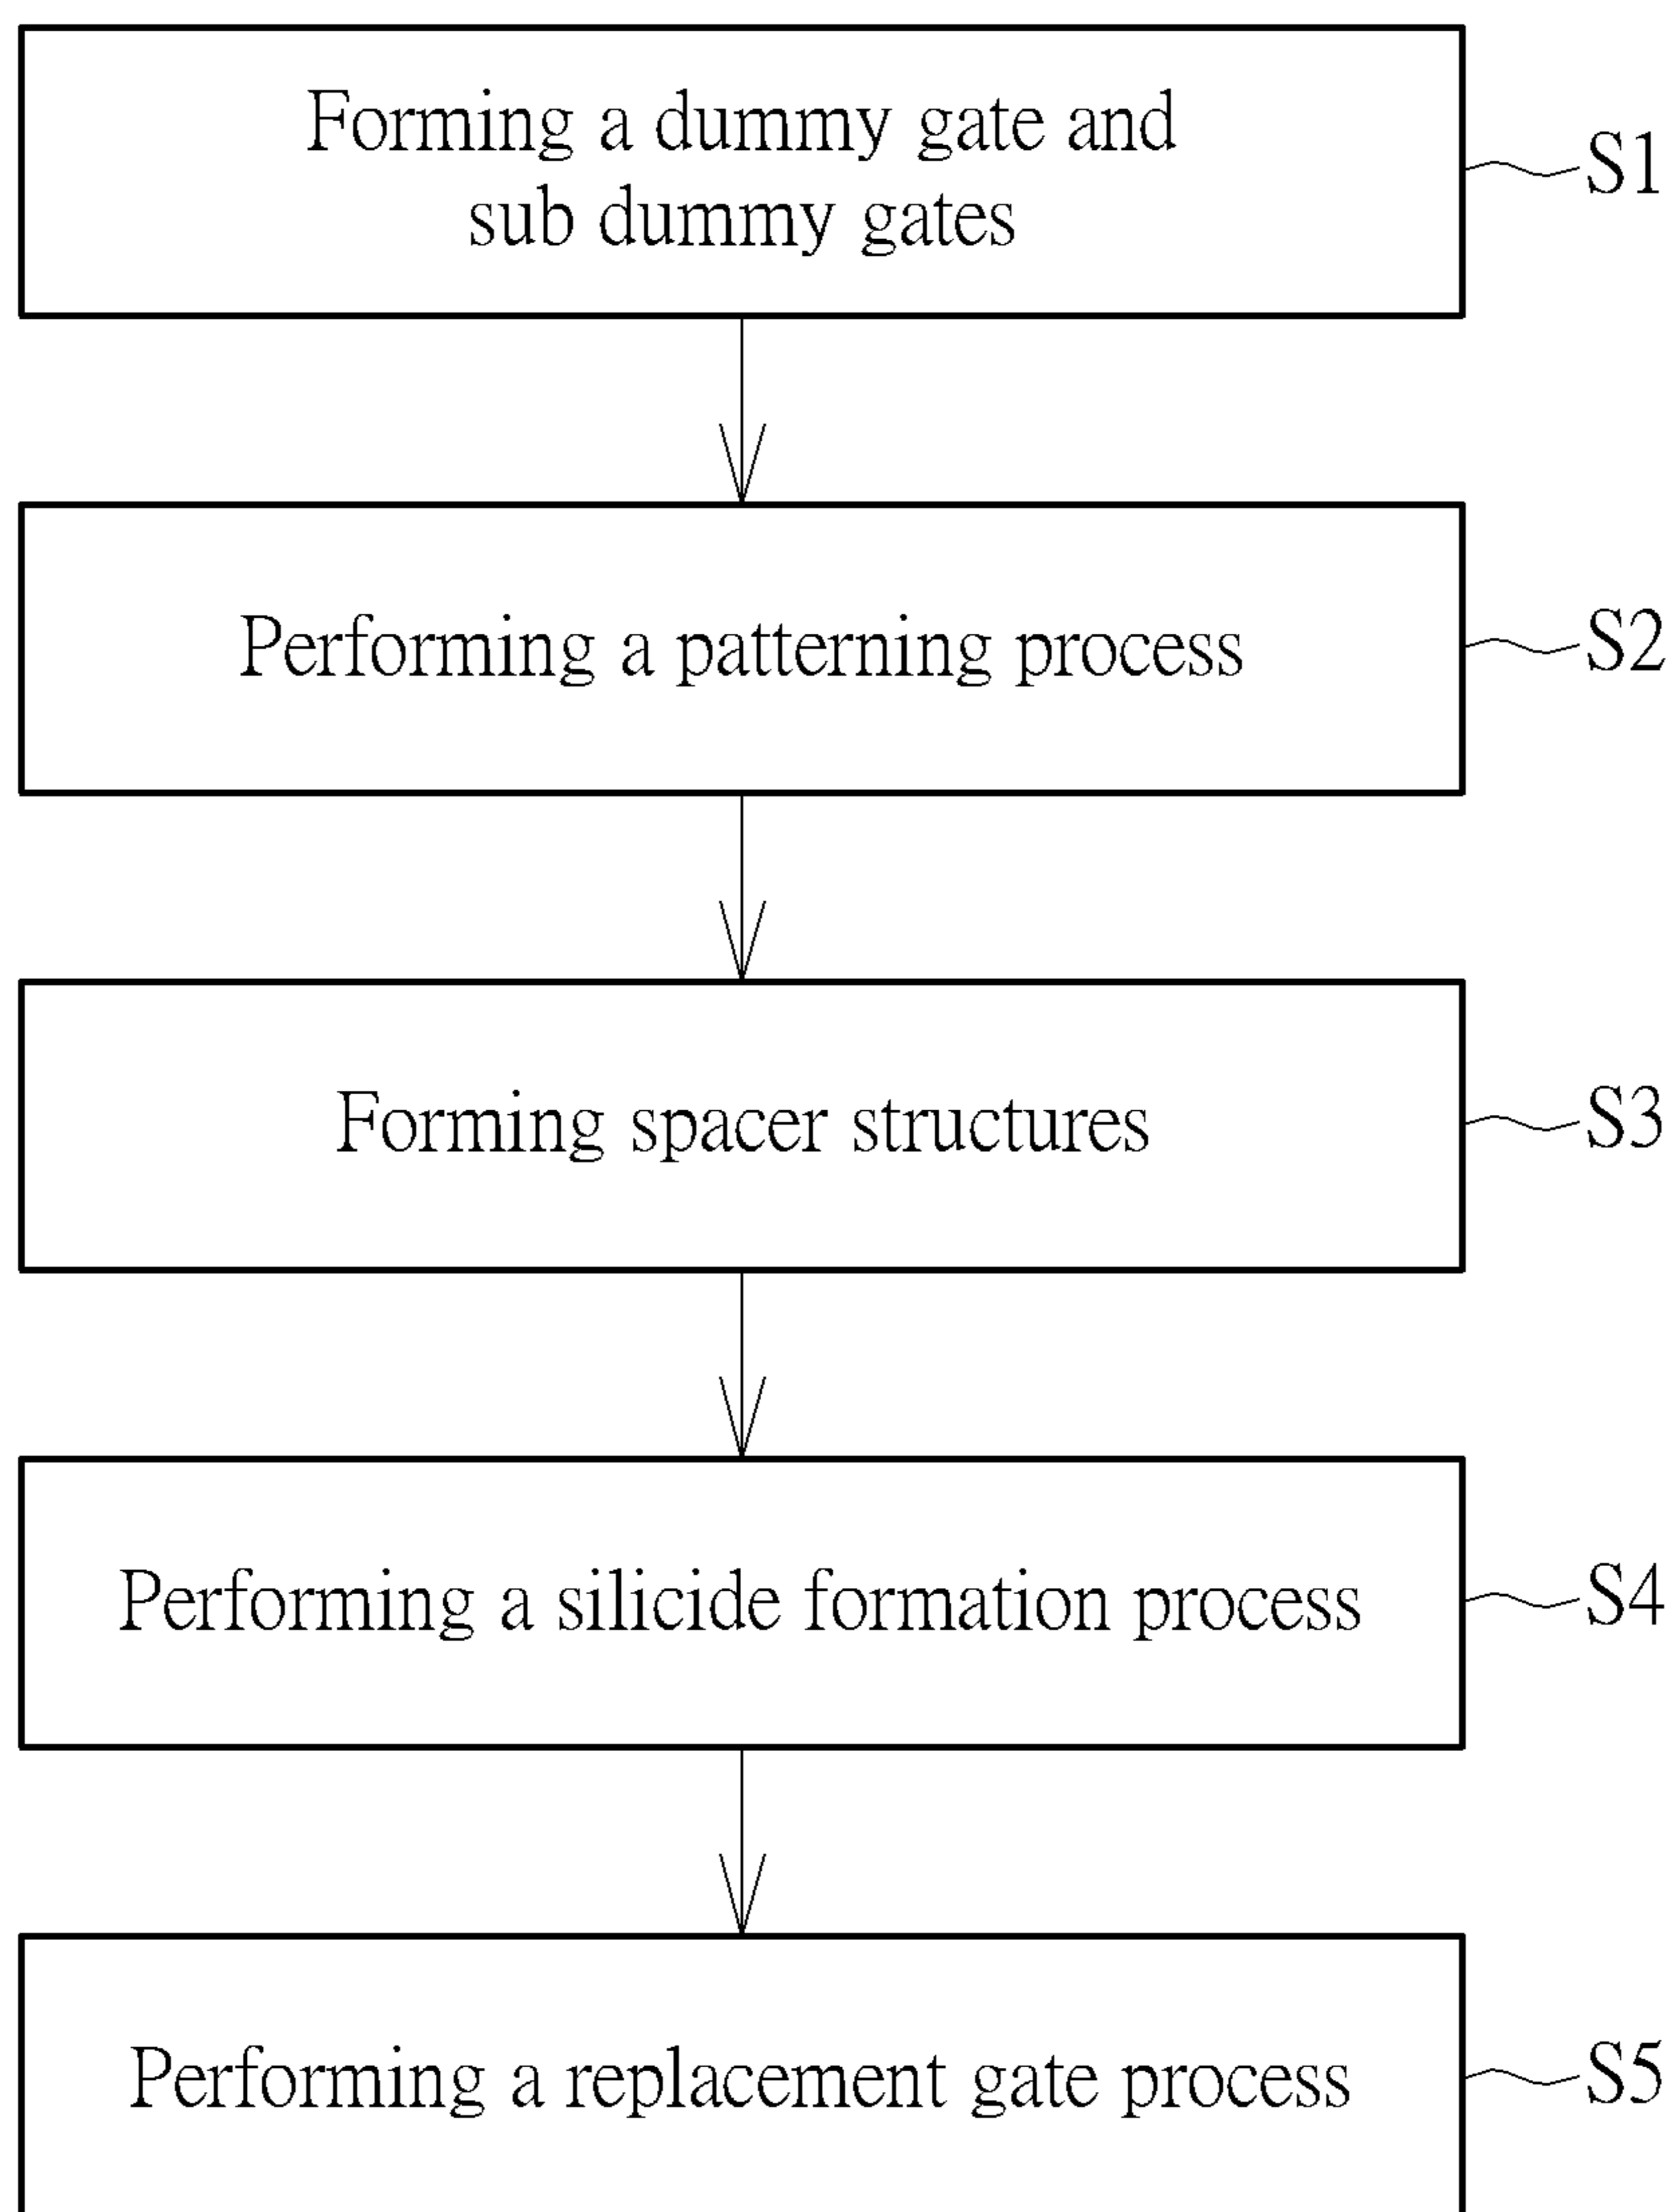 Forming a dummy gate and
sub dummy gates
S1
Performing a patterning process
S2
Forming spacer structures
S3
Performing a silicide formation process
S4
Performing a replacement gate process
S5